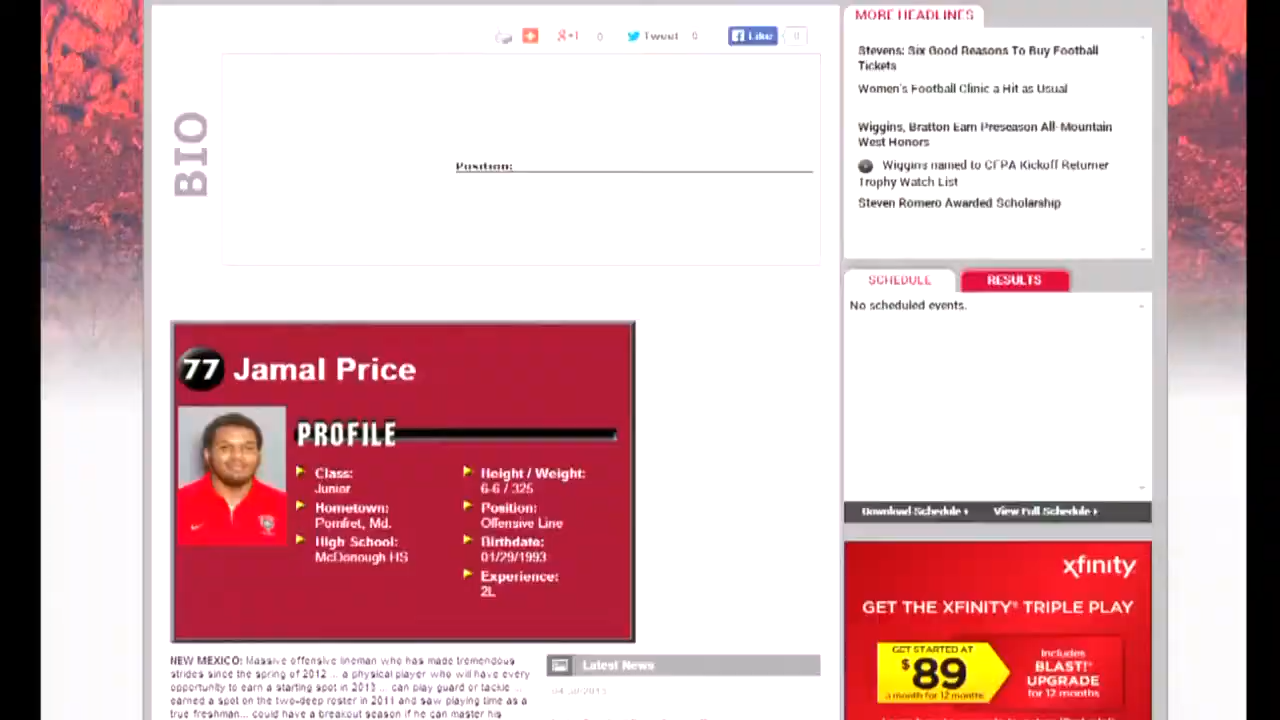 g+1 0 Tweet 0 Like 0
BIO
Position:
77 Jamal Price
PROFILE
Class:
Junior
Hometown:
Pomfret, Md.
High School:
McDonough HS
Height / Weight:
6-6 / 325
Position:
Offensive Line
Birthdate:
01/29/1993
Experience:
2L
NEW MEXICO: Massive offensive lineman who has made tremendous
strides since the spring of 2012 ... a physical player who will have every
opportunity to earn a starting spot in 2013 ... can play guard or tackle ...
earned a spot on the two-deep roster in 2011 and saw playing time as a
true freshman... could have a breakout season if he can master his
Latest News
04/30/2013
MORE HEADLINES
Stevens: Six Good Reasons To Buy Football
Tickets
Women's Football Clinic a Hit as Usual
Wiggins, Bratton Earn Preseason All-Mountain
West Honors
Wiggins named to CFPA Kickoff Returner
Trophy Watch List
Steven Romero Awarded Scholarship
SCHEDULE RESULTS
No scheduled events.
Download Schedule View Full Schedule
xfinity
GET THE XFINITY® TRIPLE PLAY
GET STARTED AT
$89
a month for 12 months
Includes
BLAST!®
UPGRADE
for 12 months